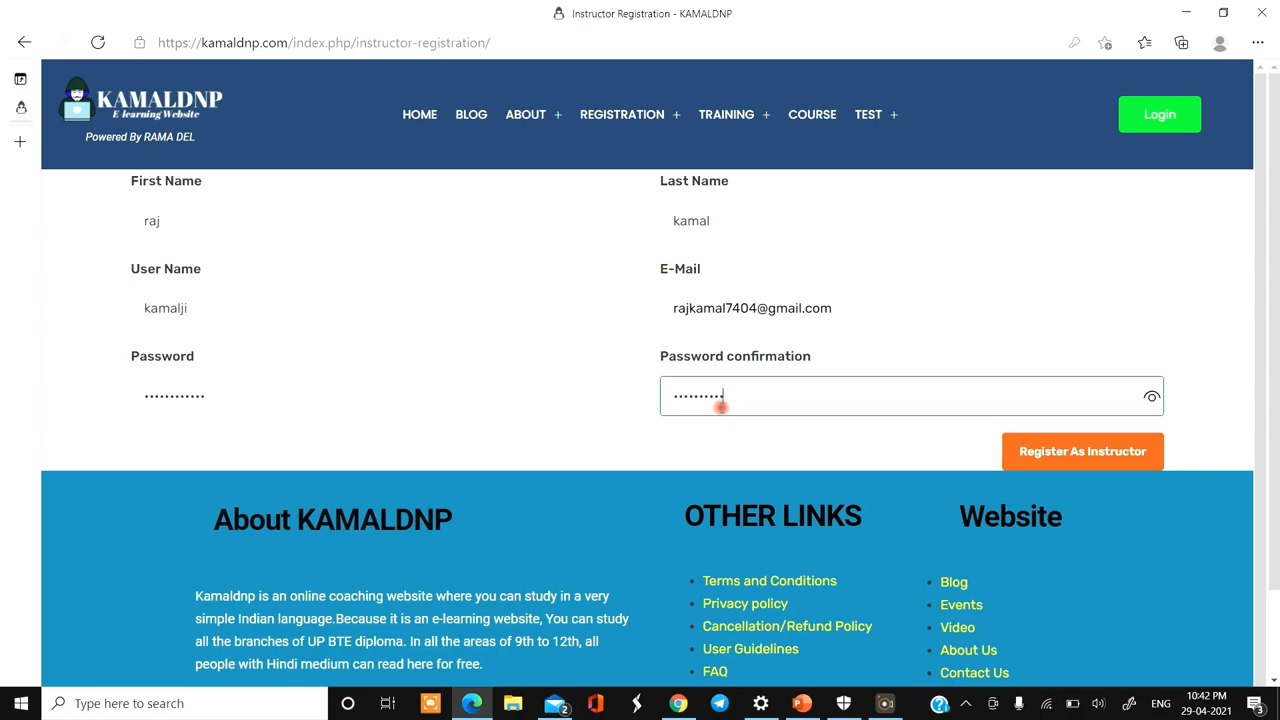 Instructor Registration - KAMALDNP
https://kamaldnp.com/index.php/instructor-registration/
KAMALDNP
E-learning Website
Powered By RAMA DEL
HOME BLOG ABOUT + REGISTRATION + TRAINING + COURSE TEST +
Login
First Name Last Name
raj kamal
User Name E-Mail
kamalji rajkamal7404@gmail.com
Password Password confirmation
•••••••••••• ••••••••••
Register As Instructor
About KAMALDNP
Kamaldnp is an online coaching website where you can study in a very
simple Indian language.Because it is an e-learning website, You can study
all the branches of UP BTE diploma. In all the areas of 9th to 12th, all
people with Hindi medium can read here for free.
OTHER LINKS
• Terms and Conditions
• Privacy policy
• Cancellation/Refund Policy
• User Guidelines
• FAQ
Website
• Blog
• Events
• Video
• About Us
• Contact Us
Type here to search
2
ENG
10:42 PM
29-04-2021
3